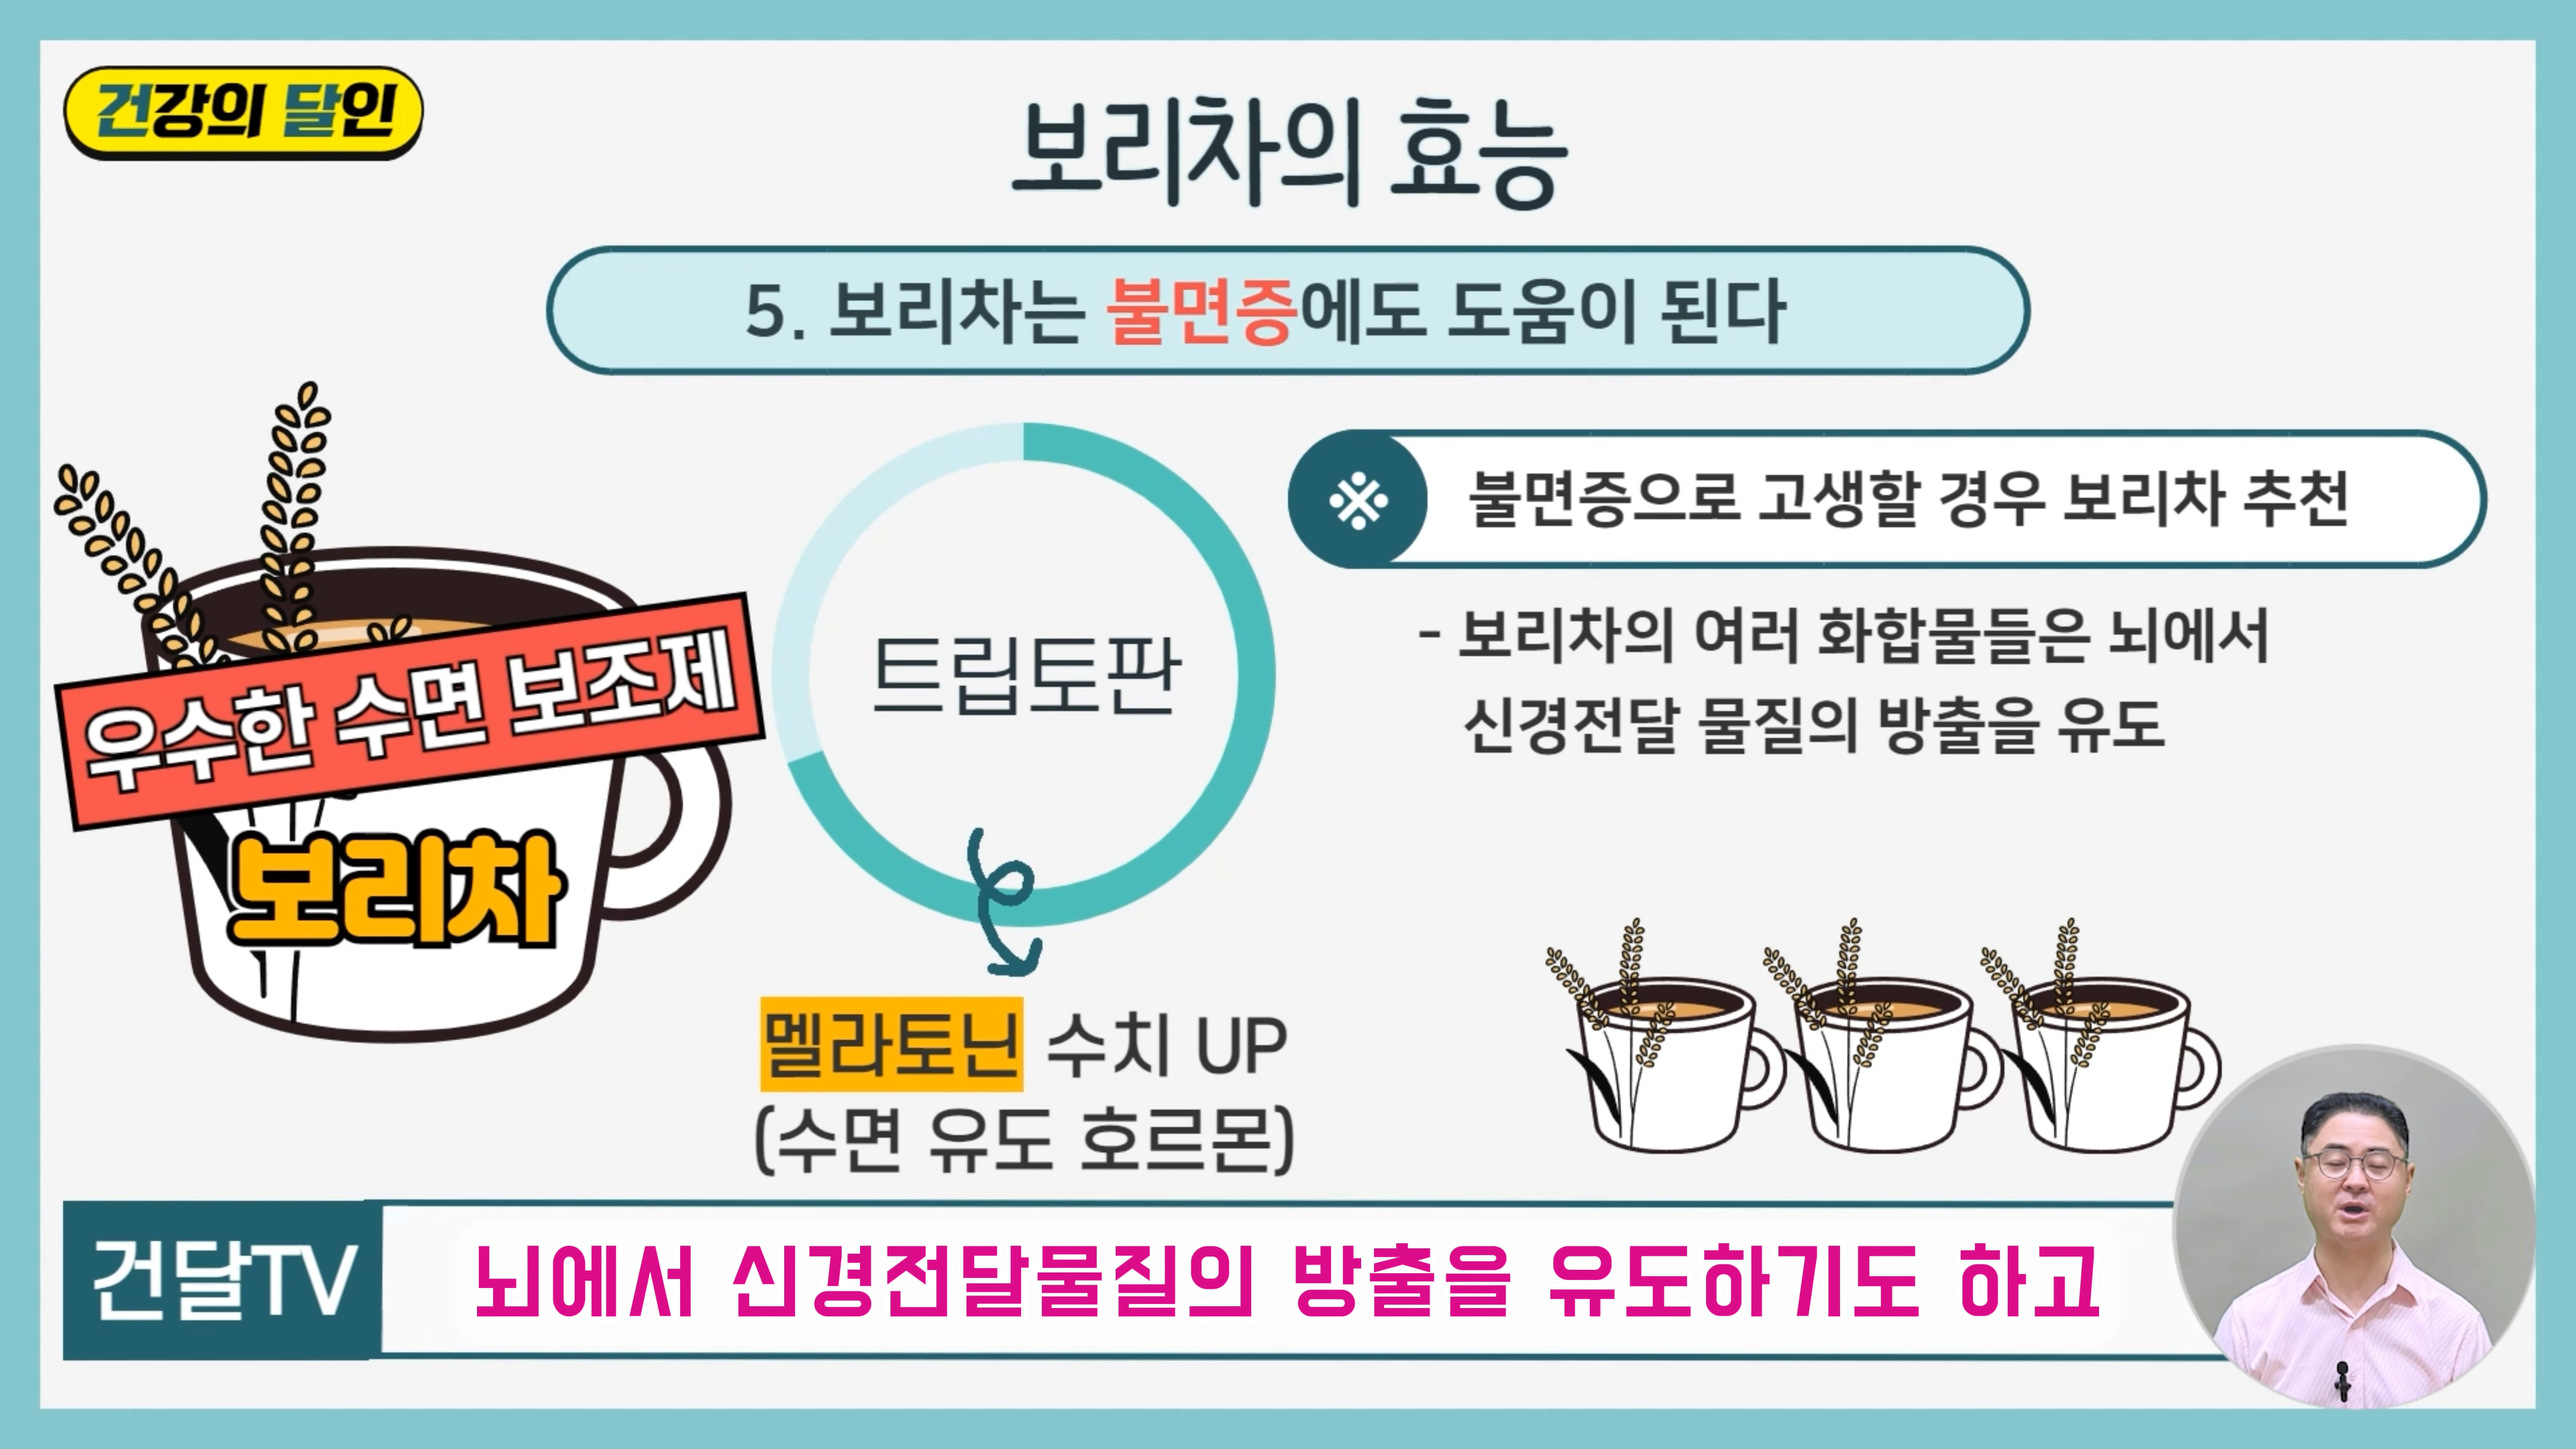 건강의 달인
보리차의 효능
5. 보리차는 불면증에도 도움이 된다
우수한 수면 보조제
보리차
트립토판
멜라토닌 수치 UP
(수면 유도 호르몬)
※ 불면증으로 고생할 경우 보리차 추천
- 보리차의 여러 화합물들은 뇌에서
신경전달 물질의 방출을 유도
건달TV
뇌에서 신경전달물질의 방출을 유도하기도 하고